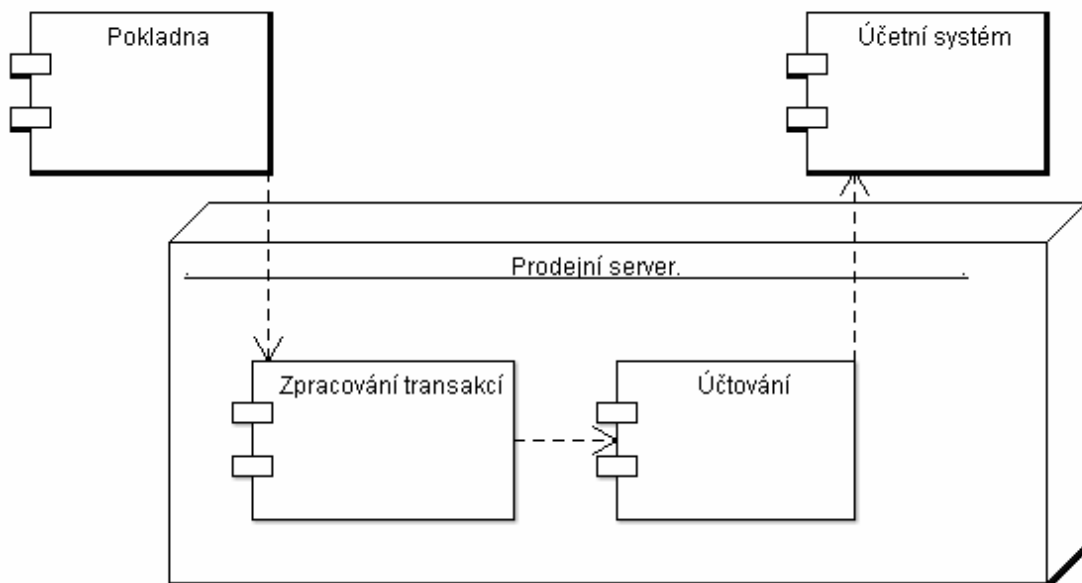 Pokladna
Účetní systém
Prodejní server.
Zpracování transakcí
Účtování